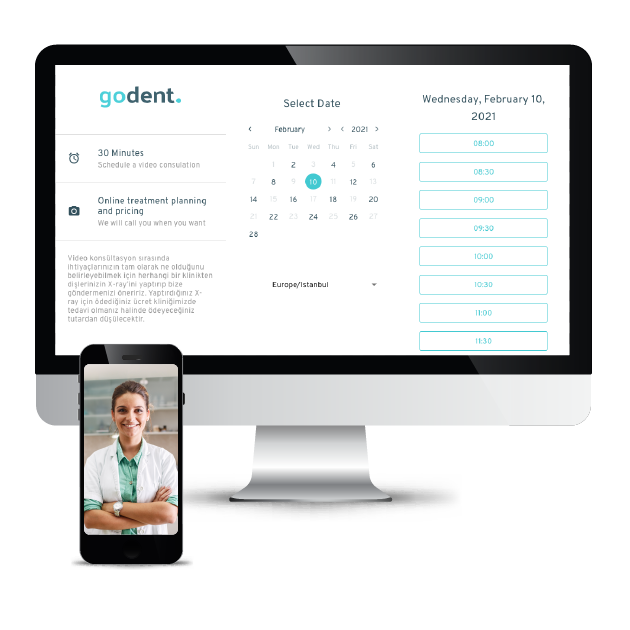 godent.
30 Minutes
Schedule a video consulation
Online treatment planning
and pricing
We will call you when you want
Video konsültasyon sırasında
ihtiyaçlarınızın tam olarak ne olduğunu
belirleyebilmek için herhangi bir klinikten
dişlerinizin X-ray'ini yaptırıp bize
göndermenizi öneririz. Yaptırdığınız X-
ray için ödediğiniz ücret kliniğimizde
tedavi olmanız halinde ödeyeceğiniz
tutardan düşülecektir.
Select Date
‹ February › ‹ 2021 ›
Sun Mon Tue Wed Thu Fri Sat
1 2 3 4 5 6
7 8 9 10 11 12 13
14 15 16 17 18 19 20
21 22 23 24 25 26 27
28
Europe/Istanbul
Wednesday, February 10,
2021
08:00
08:30
09:00
09:30
10:00
10:30
11:00
11:30